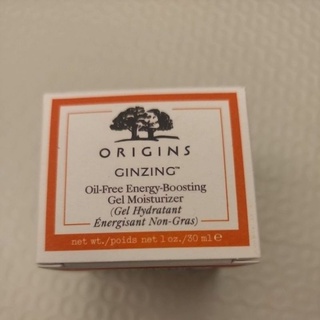 ORIGINS
GINZING™
Oil-Free Energy-Boosting
Gel Moisturizer
(Gel Hydratant
Énergisant Non-Gras)
net wt./poids net 1 oz./30 ml ℮